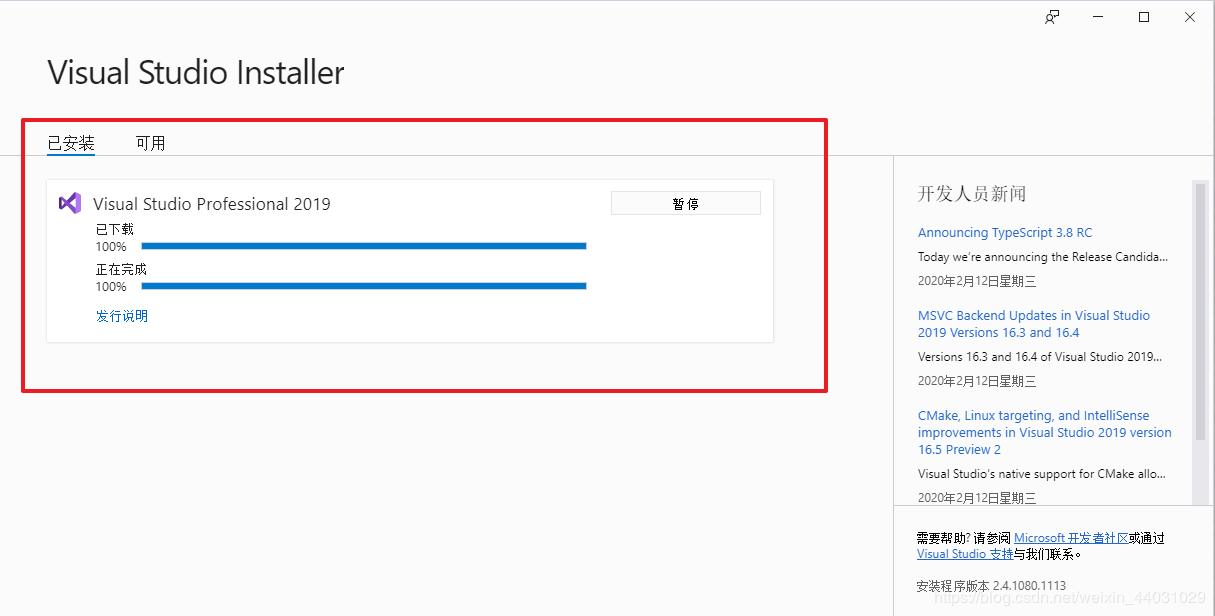 Visual Studio Installer
已安装 可用
Visual Studio Professional 2019
暂停
已下载
100%
正在完成
100%
发行说明
开发人员新闻
Announcing TypeScript 3.8 RC
Today we're announcing the Release Candida...
2020年2月12日星期三
MSVC Backend Updates in Visual Studio
2019 Versions 16.3 and 16.4
Versions 16.3 and 16.4 of Visual Studio 2019...
2020年2月12日星期三
CMake, Linux targeting, and IntelliSense
improvements in Visual Studio 2019 version
16.5 Preview 2
Visual Studio's native support for CMake allo...
2020年2月12日星期三
需要帮助? 请参阅 Microsoft 开发者社区或通过
Visual Studio 支持与我们联系。
安装程序版本 2.4.1080.1113
https://blog.csdn.net/weixin_44031029